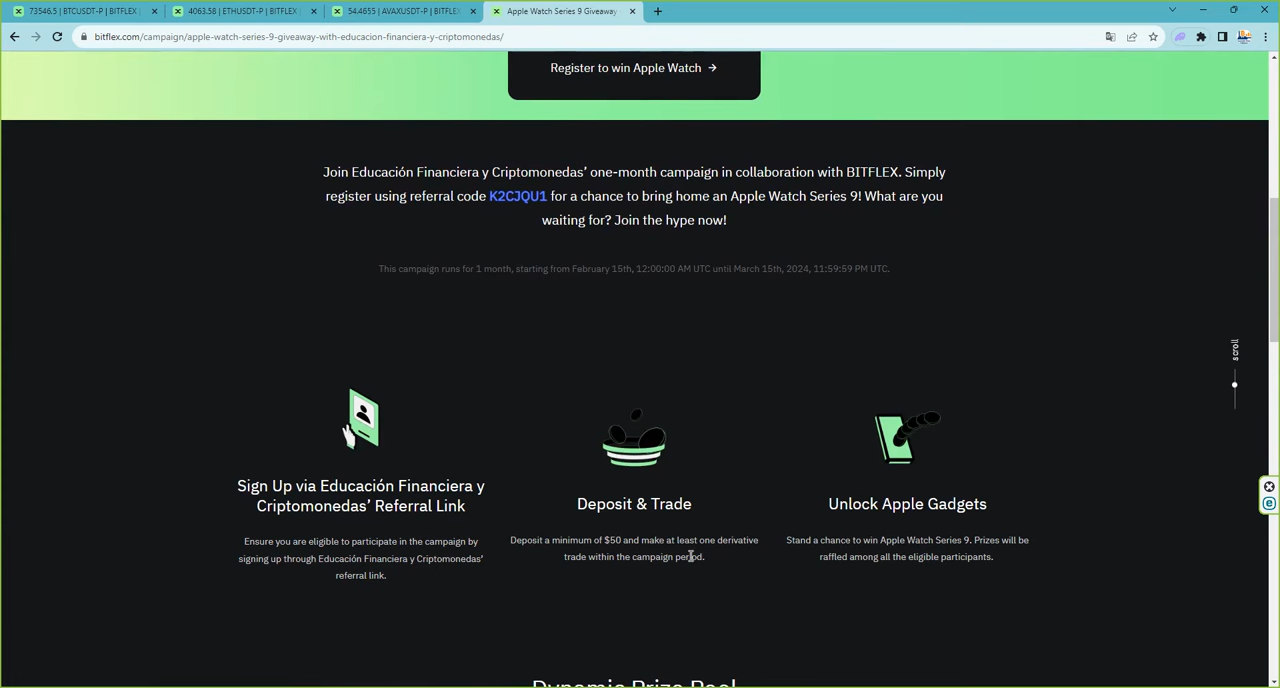 73546.5 | BTCUSDT-P | BITFLEX
4063.58 | ETHUSDT-P | BITFLEX
54.4655 | AVAXUSDT-P | BITFLEX
Apple Watch Series 9 Giveaway
bitflex.com/campaign/apple-watch-series-9-giveaway-with-educacion-financiera-y-criptomonedas/
Register to win Apple Watch →
Join Educación Financiera y Criptomonedas’ one-month campaign in collaboration with BITFLEX. Simply
register using referral code K2CJQU1 for a chance to bring home an Apple Watch Series 9! What are you
waiting for? Join the hype now!
This campaign runs for 1 month, starting from February 15th, 12:00:00 AM UTC until March 15th, 2024, 11:59:59 PM UTC.
scroll
Sign Up via Educación Financiera y
Criptomonedas’ Referral Link
Ensure you are eligible to participate in the campaign by
signing up through Educación Financiera y Criptomonedas’
referral link.
Deposit & Trade
Deposit a minimum of $50 and make at least one derivative
trade within the campaign period.
Unlock Apple Gadgets
Stand a chance to win Apple Watch Series 9. Prizes will be
raffled among all the eligible participants.
Dynamic Prize Pool